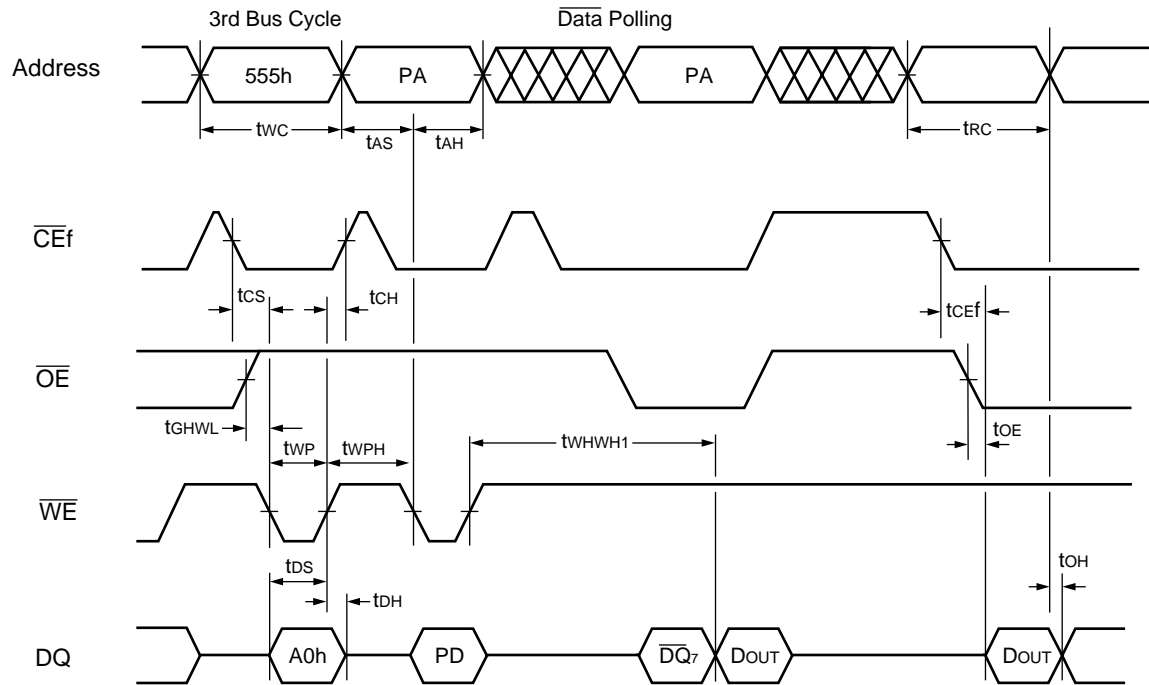 3rd Bus Cycle
Data Polling
Address
555h
PA
PA
tWC
tAS
tAH
tRC
CEf
tCS
tCH
tCEf
OE
tGHWL
tWP
tWPH
tWHWH1
tOE
WE
tDS
tDH
tOH
DQ
A0h
PD
DQ7
DOUT
DOUT